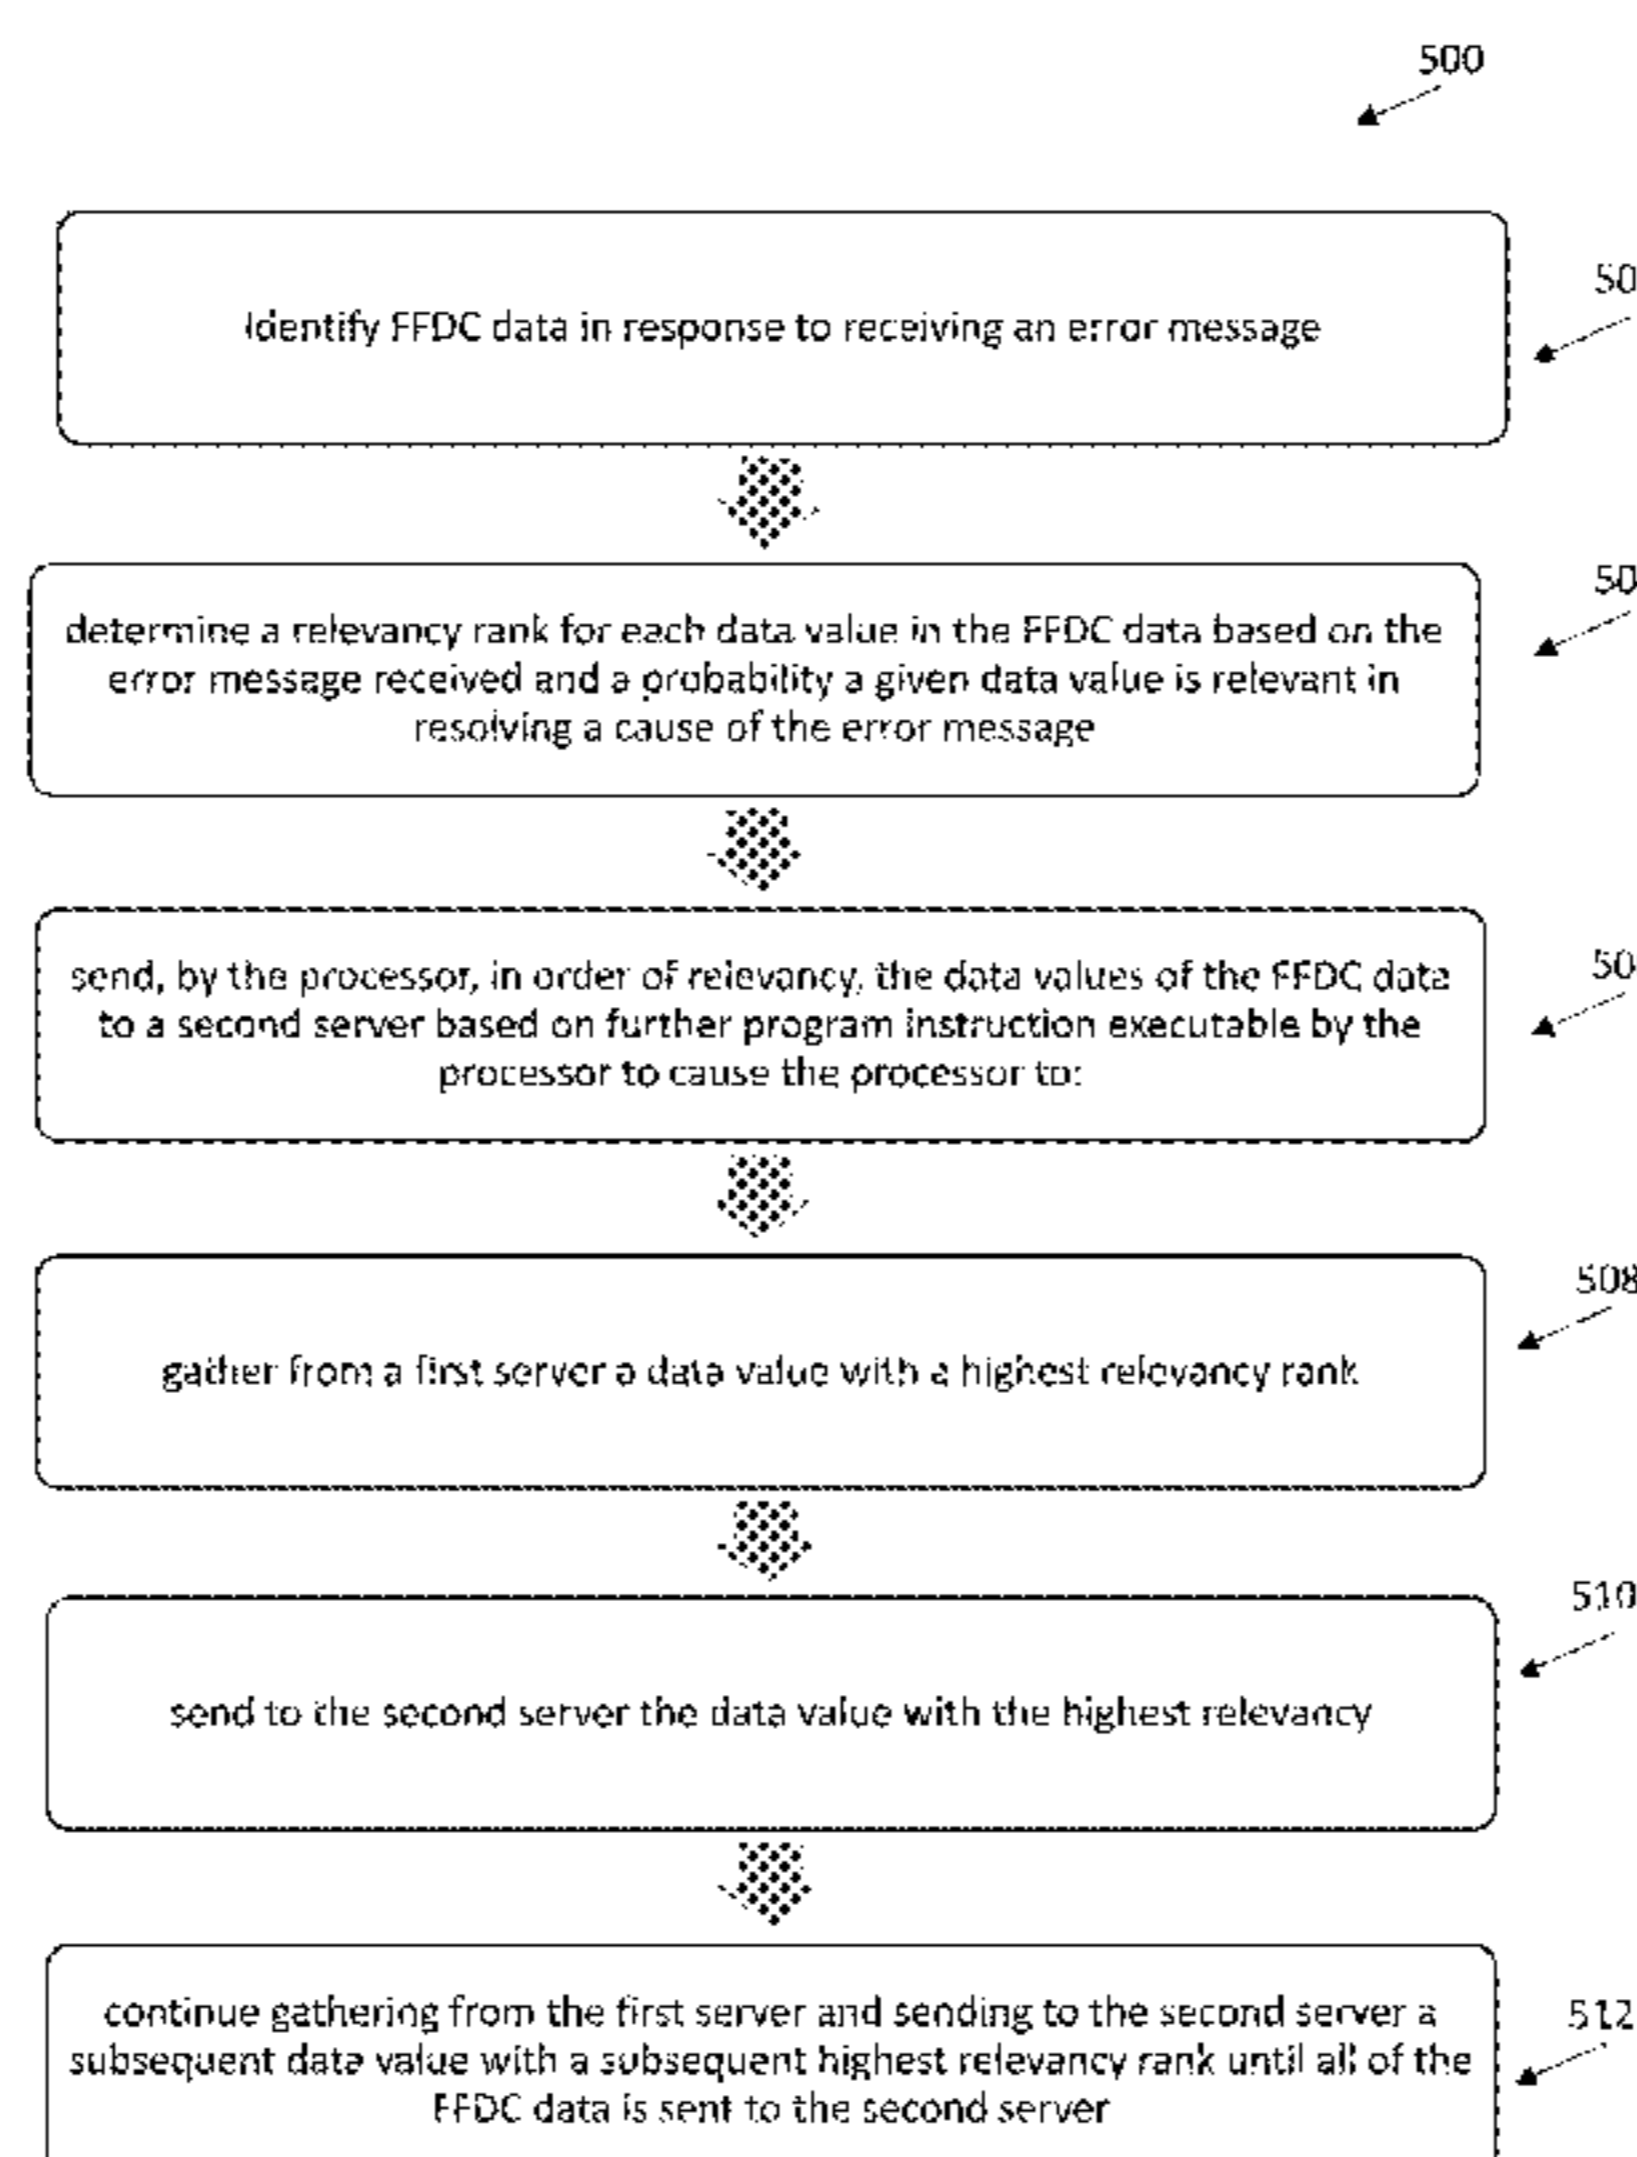 500
Identify FFDC data in response to receiving an error message
50
determine a relevancy rank for each data value in the FFDC data based on the
error message received and a probability a given data value is relevant in
resolving a cause of the error message
50
send, by the processor, in order of relevancy, the data values of the FFDC data
to a second server based on further program instruction executable by the
processor to cause the processor to:
50
gather from a first server a data value with a highest relevancy rank
508
send to the second server the data value with the highest relevancy
510
continue gathering from the first server and sending to the second server a
subsequent data value with a subsequent highest relevancy rank until all of the
FFDC data is sent to the second server
512